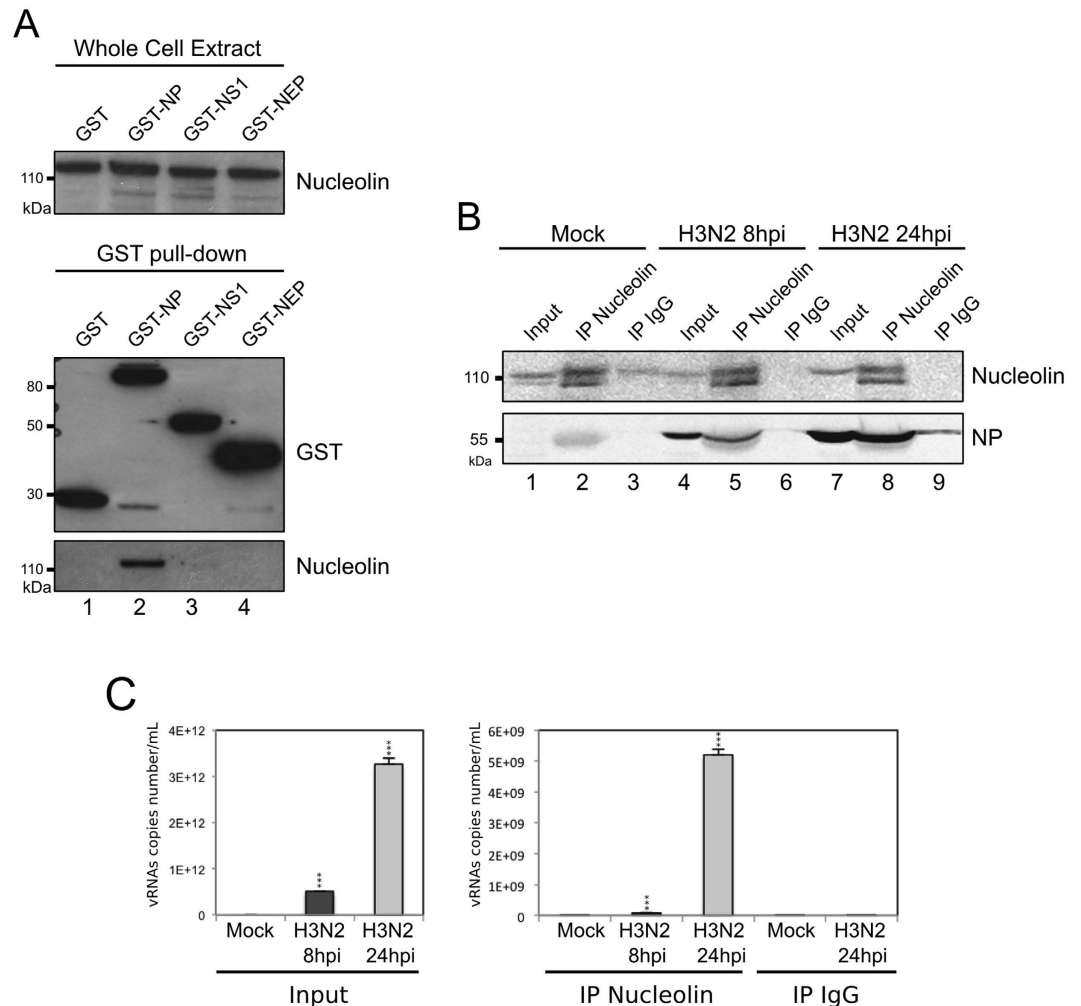 A
Whole Cell Extract
GST GST-NP GST-NS1 GST-NEP
110
kDa
Nucleolin
GST pull-down
GST GST-NP GST-NS1 GST-NEP
80
50
30
GST
110
kDa
Nucleolin
1 2 3 4
B
Mock H3N2 8hpi H3N2 24hpi
Input IP Nucleolin IP IgG Input IP Nucleolin IP IgG Input IP Nucleolin IP IgG
110
Nucleolin
55
kDa
NP
1 2 3 4 5 6 7 8 9
C
vRNAs copies number/mL
4E+12
3E+12
2E+12
1E+12
0
***
***
Mock H3N2 8hpi H3N2 24hpi
Input
vRNAs copies number/mL
6E+09
5E+09
4E+09
3E+09
2E+09
1E+09
0
***
***
Mock H3N2 8hpi H3N2 24hpi Mock H3N2 24hpi
IP Nucleolin IP IgG